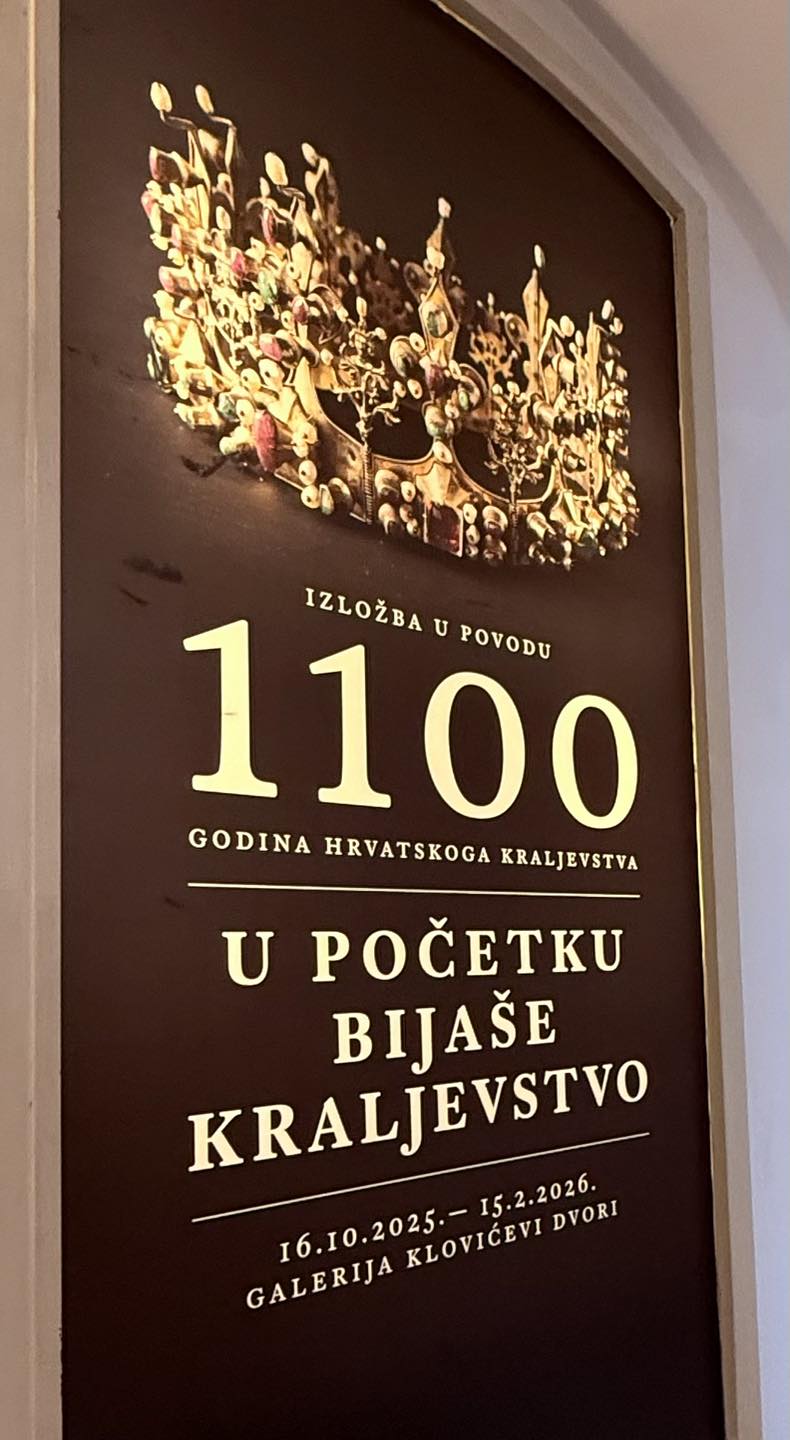 IZLOŽBA U POVODU
1100
GODINA HRVATSKOGA KRALJEVSTVA
U POČETKU
BIJAŠE
KRALJEVSTVO
16.10.2025.– 15.2.2026.
GALERIJA KLOVIĆEVI DVORI